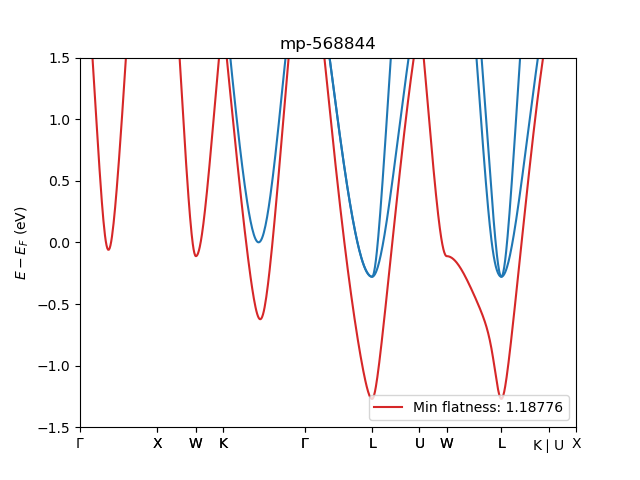 mp-568844
E − E_F (eV)
1.5
1.0
0.5
0.0
−0.5
−1.0
−1.5
Min flatness: 1.18776
Γ X W K Γ L U W L K | U X